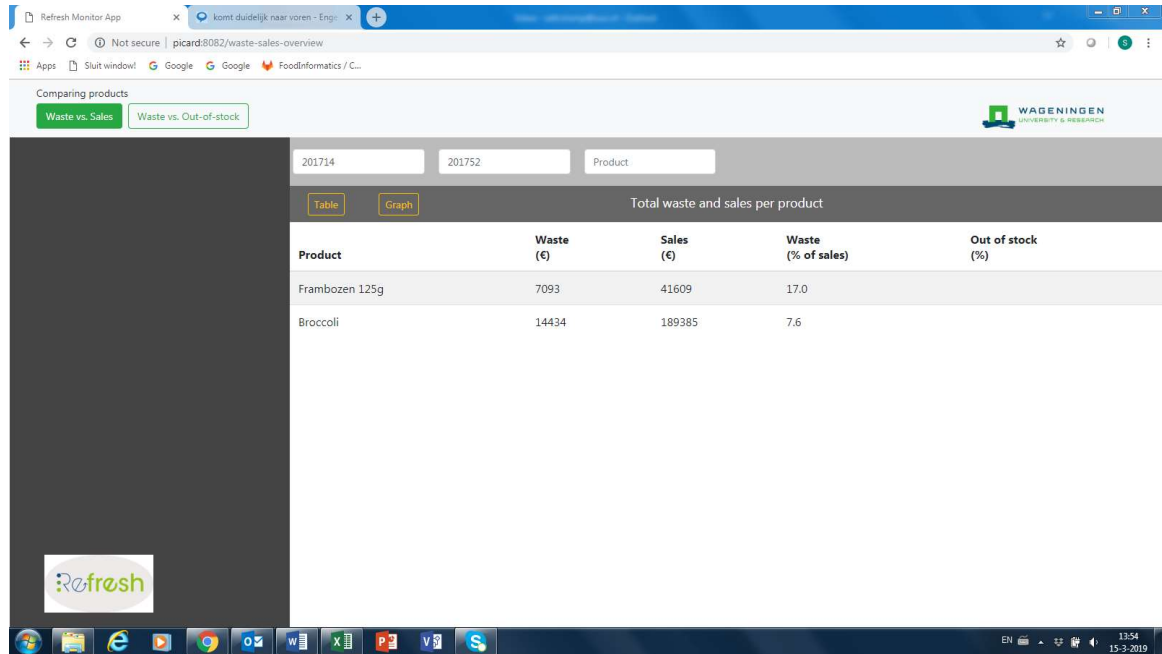 Refresh Monitor App
komt duidelijk naar voren - Enge
Not secure | picard:8082/waste-sales-overview
S
Apps Sluit window! Google Google FoodInformatics / C...
Comparing products
Waste vs. Sales Waste vs. Out-of-stock
WAGENINGEN
UNIVERSITY & RESEARCH
201714 201752 Product
Table Graph Total waste and sales per product
Product Waste (€) Sales (€) Waste (% of sales) Out of stock (%)
Frambozen 125g 7093 41609 17.0
Broccoli 14434 189385 7.6
Refresh
EN 13:54
15-3-2019